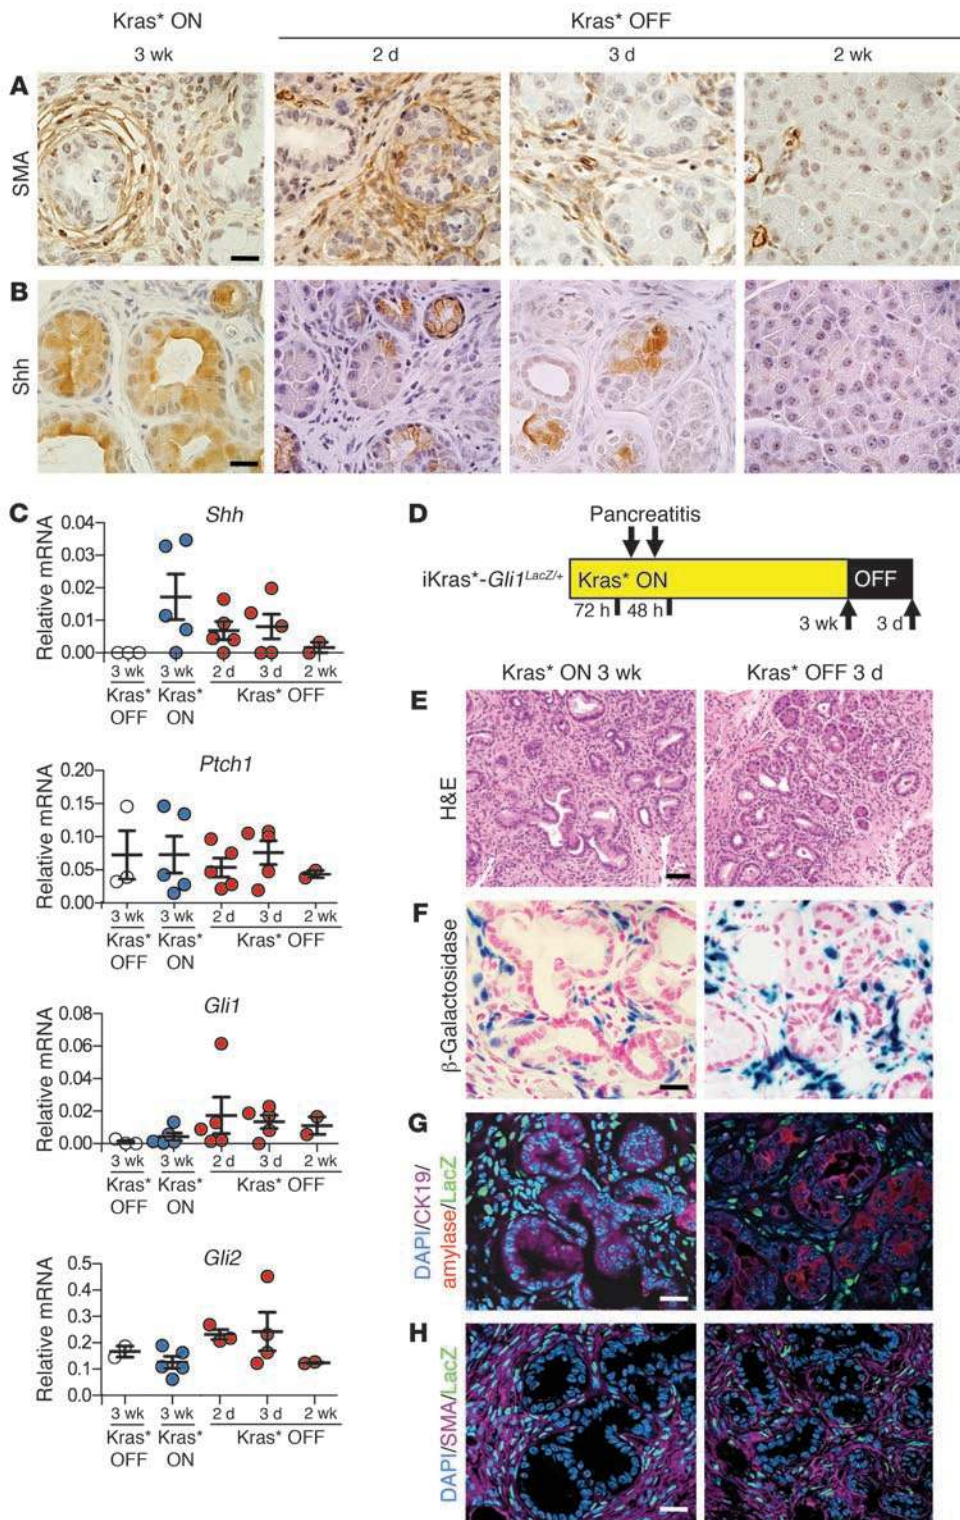 Kras* ON
Kras* OFF
3 wk
2 d
3 d
2 wk
A
SMA
B
Shh
C
Shh
Relative mRNA
0.04
0.03
0.02
0.01
0.00
3 wk
3 wk
2 d
3 d
2 wk
Kras*
OFF
Kras*
ON
Kras* OFF
Ptch1
Relative mRNA
0.20
0.15
0.10
0.05
0.00
3 wk
3 wk
2 d
3 d
2 wk
Kras*
OFF
Kras*
ON
Kras* OFF
Gli1
Relative mRNA
0.08
0.06
0.04
0.02
0.00
3 wk
3 wk
2 d
3 d
2 wk
Kras*
OFF
Kras*
ON
Kras* OFF
Gli2
Relative mRNA
0.5
0.4
0.3
0.2
0.1
0.0
3 wk
3 wk
2 d
3 d
2 wk
Kras*
OFF
Kras*
ON
Kras* OFF
D
Pancreatitis
iKras*-Gli1LacZ/+
Kras* ON
OFF
72 h
48 h
3 wk
3 d
Kras* ON 3 wk
Kras* OFF 3 d
E
H&E
F
β-Galactosidase
G
DAPI/CK19/
amylase/LacZ
H
DAPI/SMA/LacZ